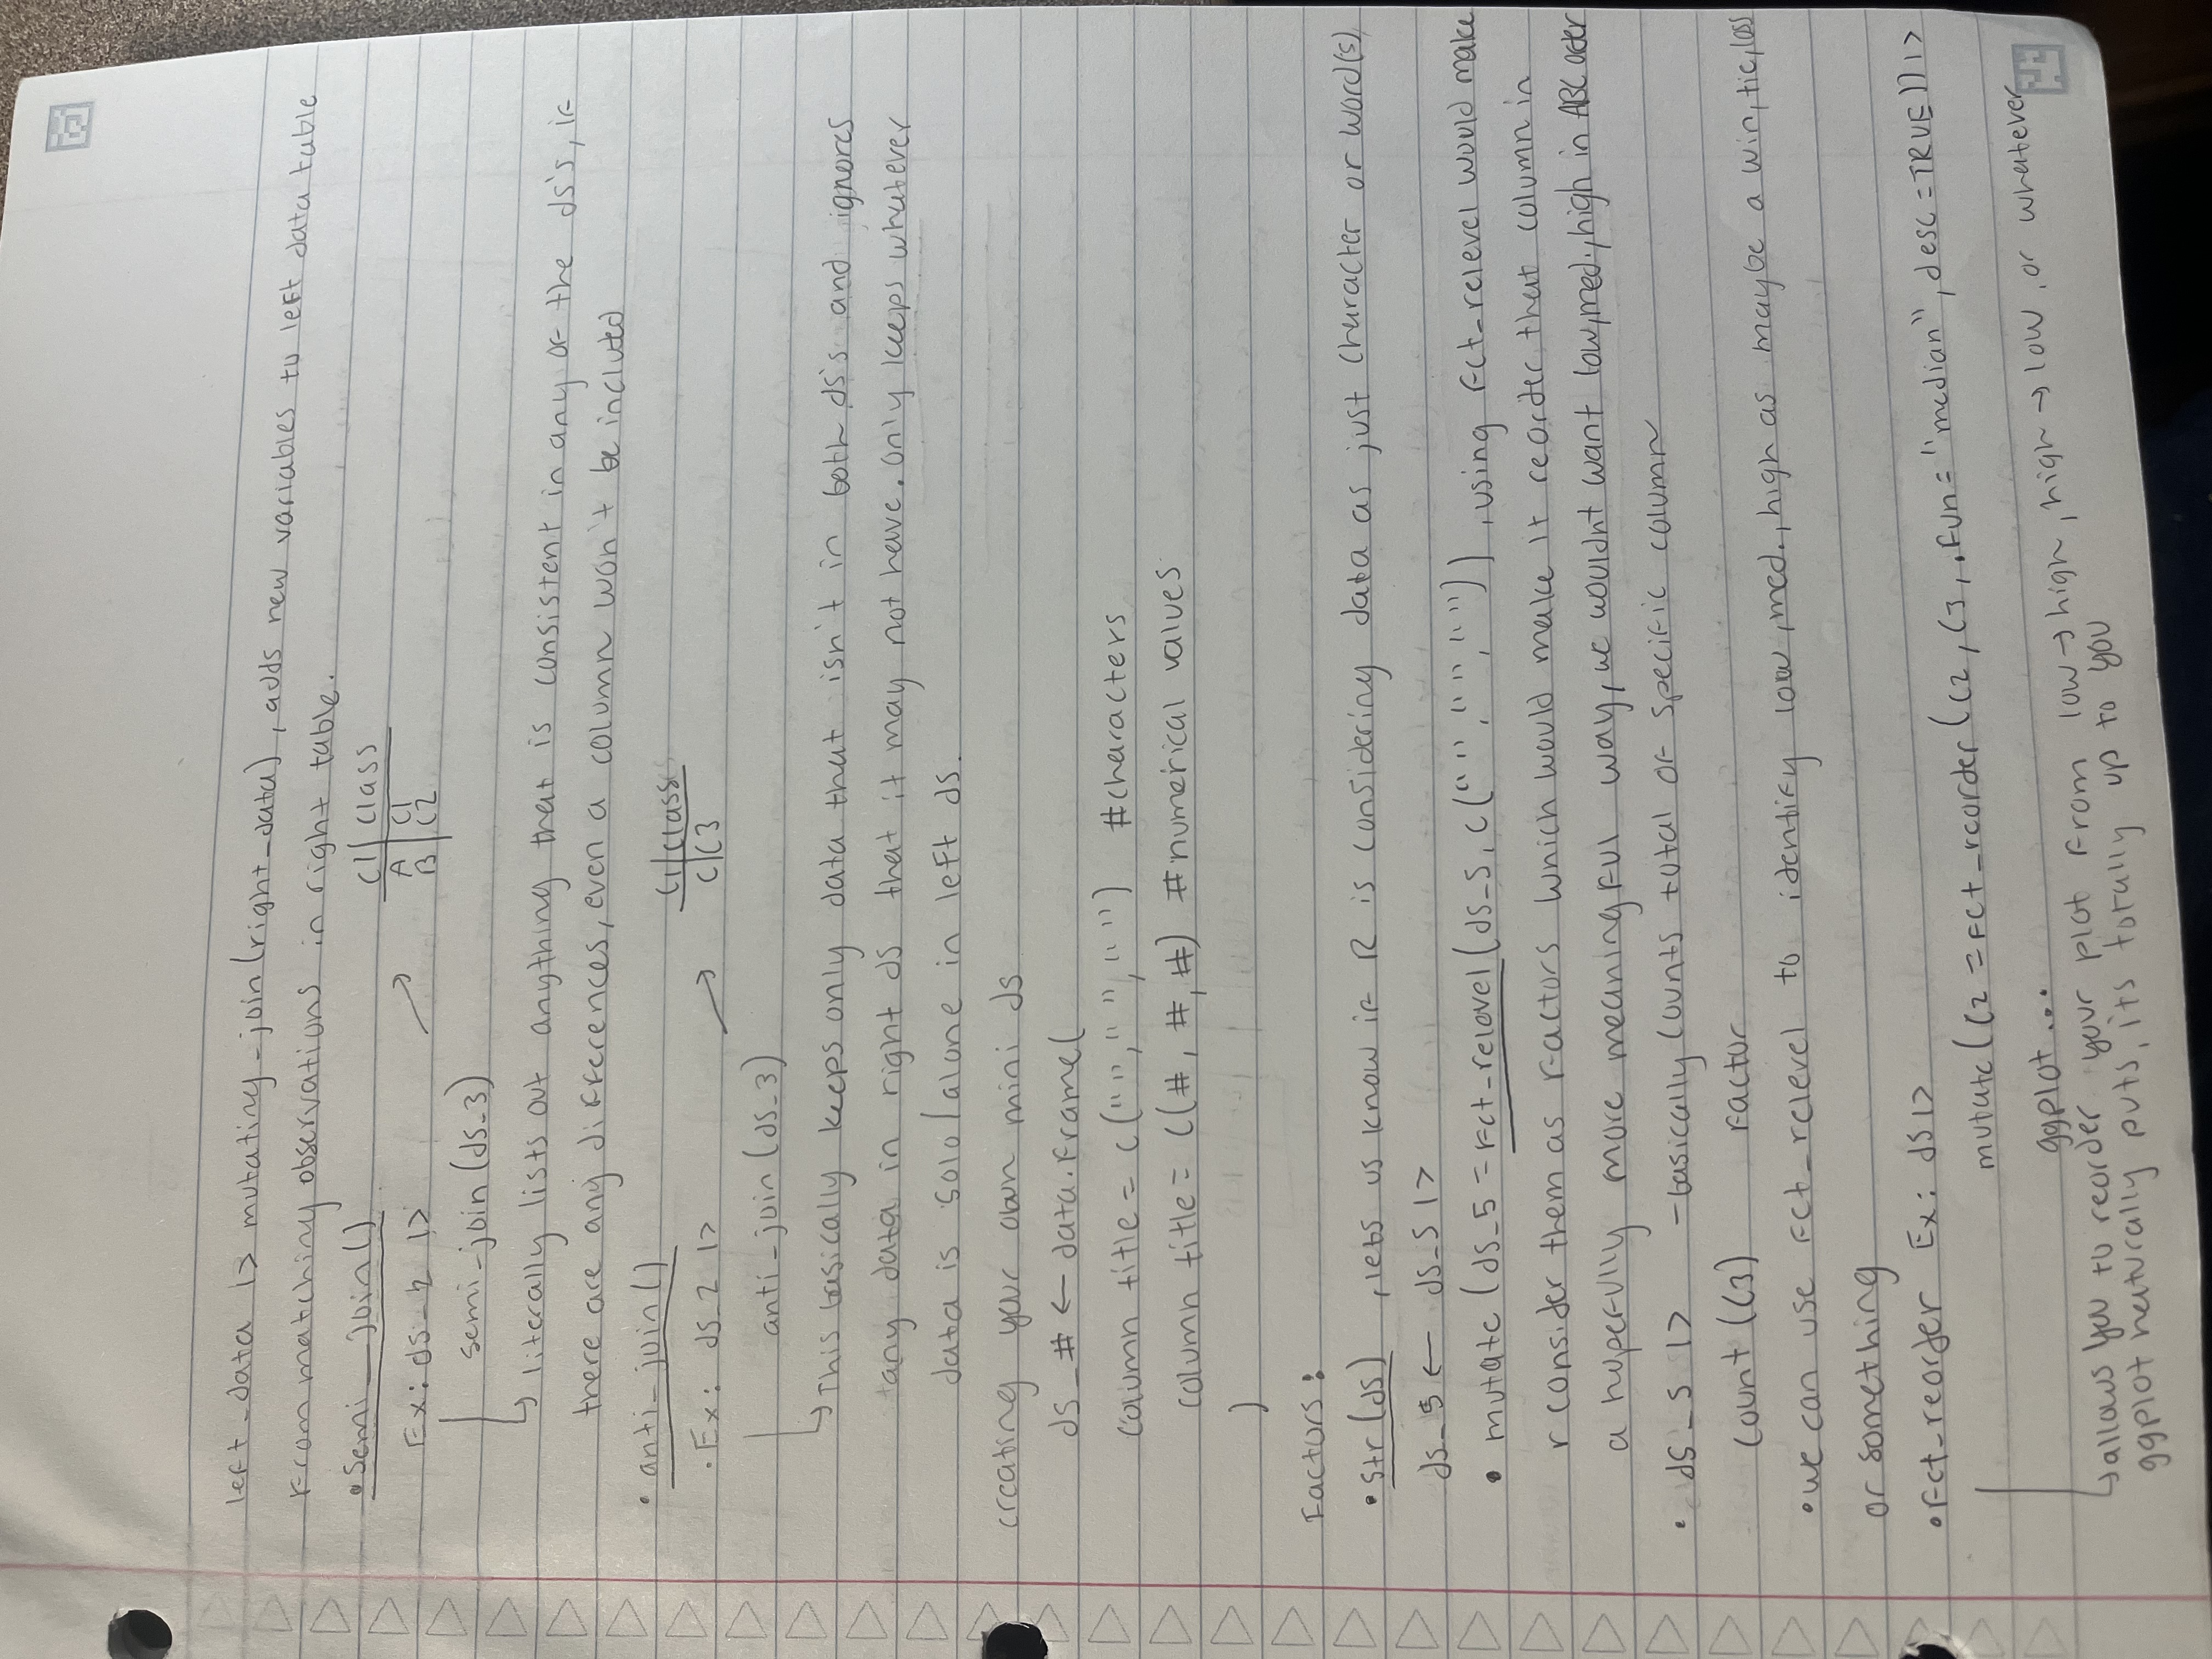 left_data |> mutating_join(right_data), adds new variables to left data table
from matching observations in right table.
• semi_join()
C1 | Class
A | C1
B | C2
Ex: ds_2 |>
semi_join(ds_3)
↳ literally lists out anything that is consistent in any of the ds's, if
there are any differences, even a column won't be included
• anti_join()
C1 | Class
C | C3
• Ex: ds_2 |>
anti_join(ds_3)
↳ This basically keeps only data that isn't in both ds's and ignores
any data in right ds that it may not have. only keeps whatever
data is solo/alone in left ds.
creating your own mini ds
ds_# ← data.frame(
column title = c("", "", "") #characters
column title = c(#, #, #) #numerical values
)
Factors:
• str(ds) , lets us know if R is considering data as just character or word(s)
ds_5 ← ds_5 |>
• mutate (ds_5 = fct_relevel (ds_5, c("", "", "")) , using fct_relevel would make
r consider them as factors which would make it reorder that column in
a hopefully more meaningful way, we wouldnt want low, med., high in ABC order
• ds_5 |> - basically counts total of specific column
count (C3) factor
• we can use fct_relevel to identify low, med., high as maybe a win, tie, loss
or something
• fct_reorder Ex: ds |>
mutate (C2 = fct_reorder (C2, C3, .fun = "median", desc = TRUE)) |>
ggplot...
↳ allows you to reorder your plot from low → high, high → low, or whatever
ggplot naturally puts, its totally up to you